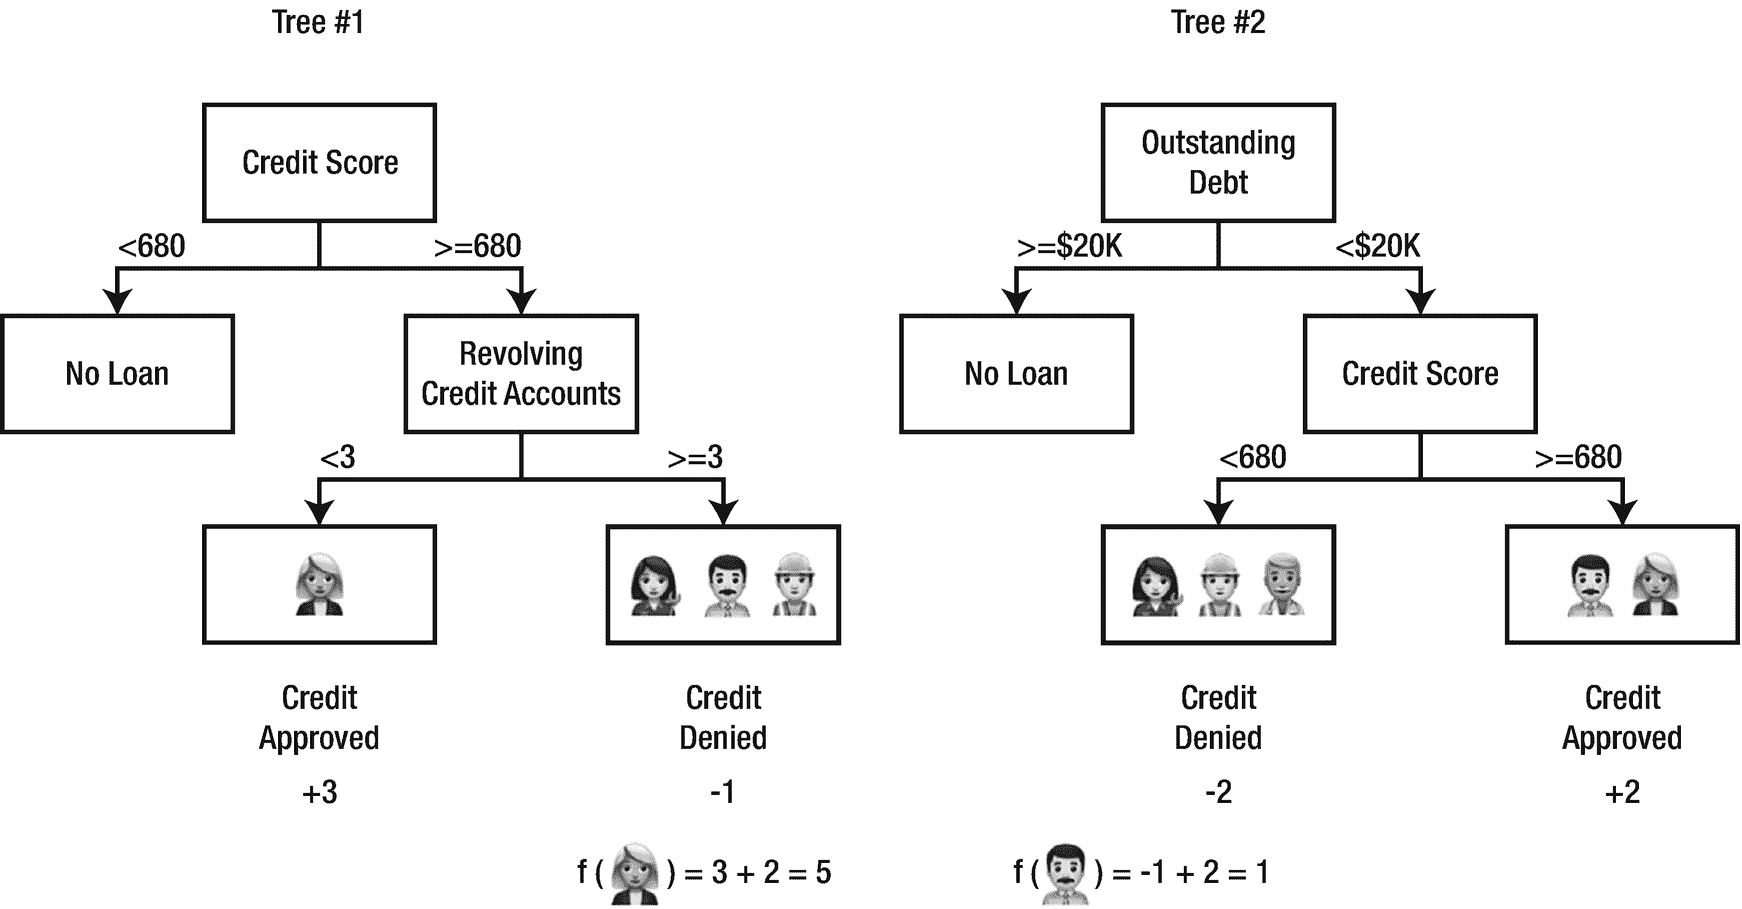 Tree #1
Credit Score
<680
>=680
No Loan
Revolving
Credit Accounts
<3
>=3
Credit
Approved
+3
Credit
Denied
-1
Tree #2
Outstanding
Debt
>=$20K
<$20K
No Loan
Credit Score
<680
>=680
Credit
Denied
-2
Credit
Approved
+2
f ( ) = 3 + 2 = 5
f ( ) = -1 + 2 = 1